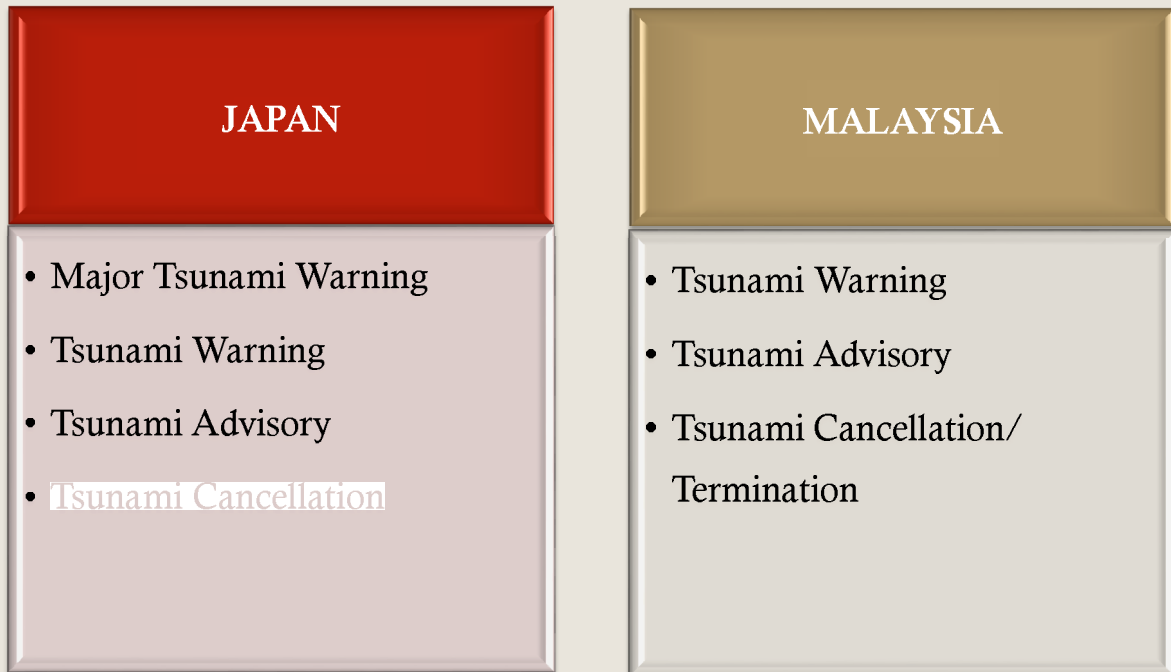 JAPAN
• Major Tsunami Warning
• Tsunami Warning
• Tsunami Advisory
• Tsunami Cancellation
MALAYSIA
• Tsunami Warning
• Tsunami Advisory
• Tsunami Cancellation/
Termination